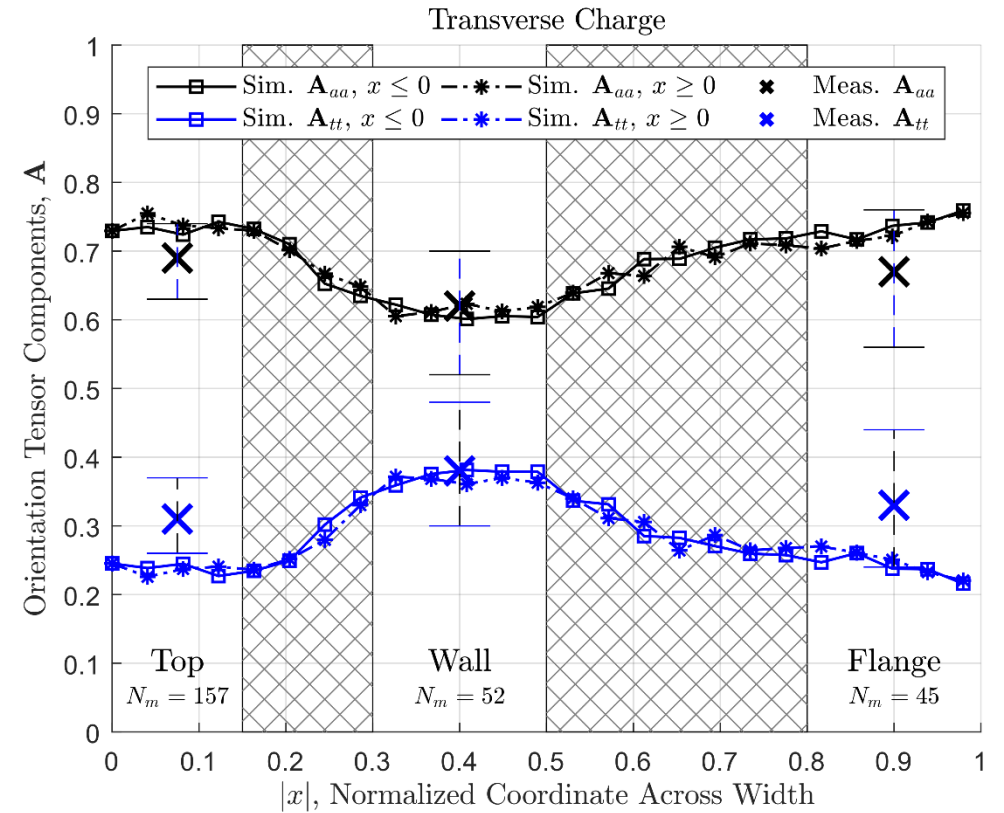 Transverse Charge
Sim. A_aa, x ≤ 0 Sim. A_aa, x ≥ 0 Meas. A_aa
Sim. A_tt, x ≤ 0 Sim. A_tt, x ≥ 0 Meas. A_tt
Orientation Tensor Components, A
1
0.9
0.8
0.7
0.6
0.5
0.4
0.3
0.2
0.1
0
Top Wall Flange
N_m = 157 N_m = 52 N_m = 45
0 0.1 0.2 0.3 0.4 0.5 0.6 0.7 0.8 0.9 1
|x|, Normalized Coordinate Across Width